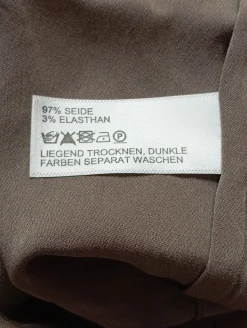 97% SEIDE
3% ELASTHAN
LIEGEND TROCKNEN, DUNKLE
FARBEN SEPARAT WASCHEN